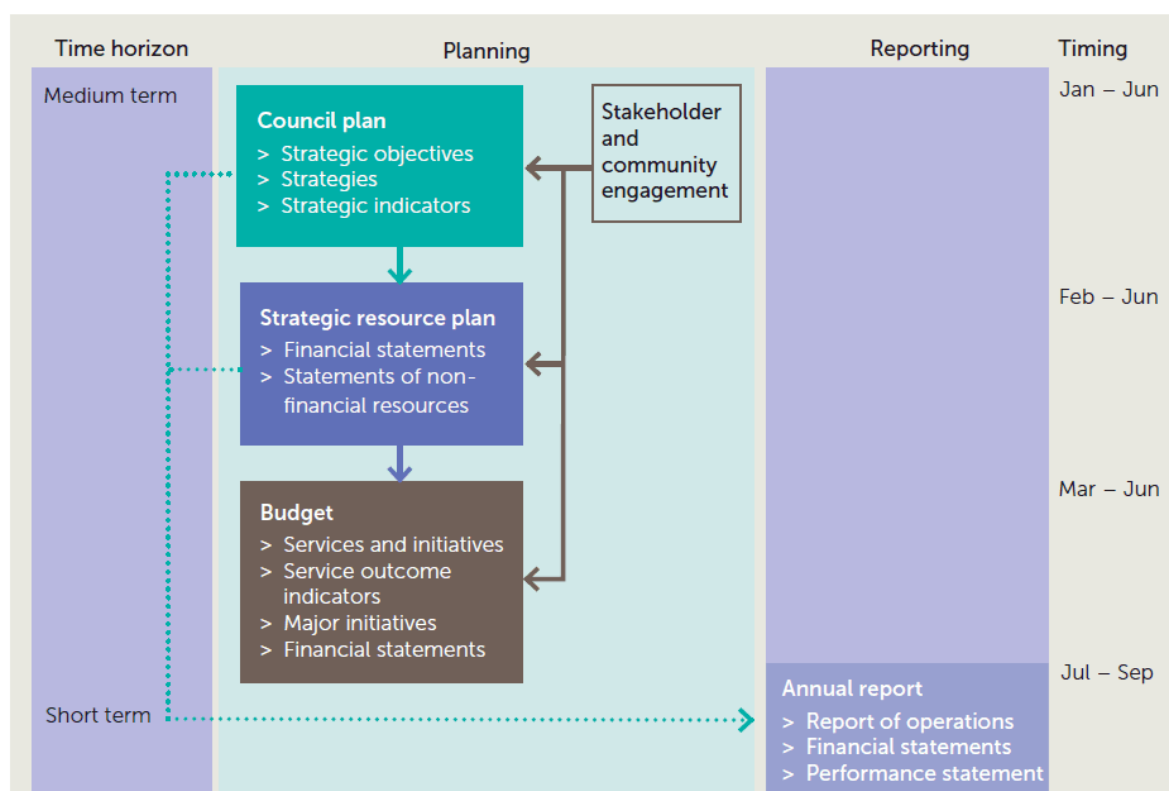 Time horizon
Planning
Reporting
Timing
Medium term
Jan – Jun
Council plan
> Strategic objectives
> Strategies
> Strategic indicators
Stakeholder
and
community
engagement
Feb – Jun
Strategic resource plan
> Financial statements
> Statements of non-
financial resources
Mar – Jun
Budget
> Services and initiatives
> Service outcome
indicators
> Major initiatives
> Financial statements
Jul – Sep
Short term
Annual report
> Report of operations
> Financial statements
> Performance statement